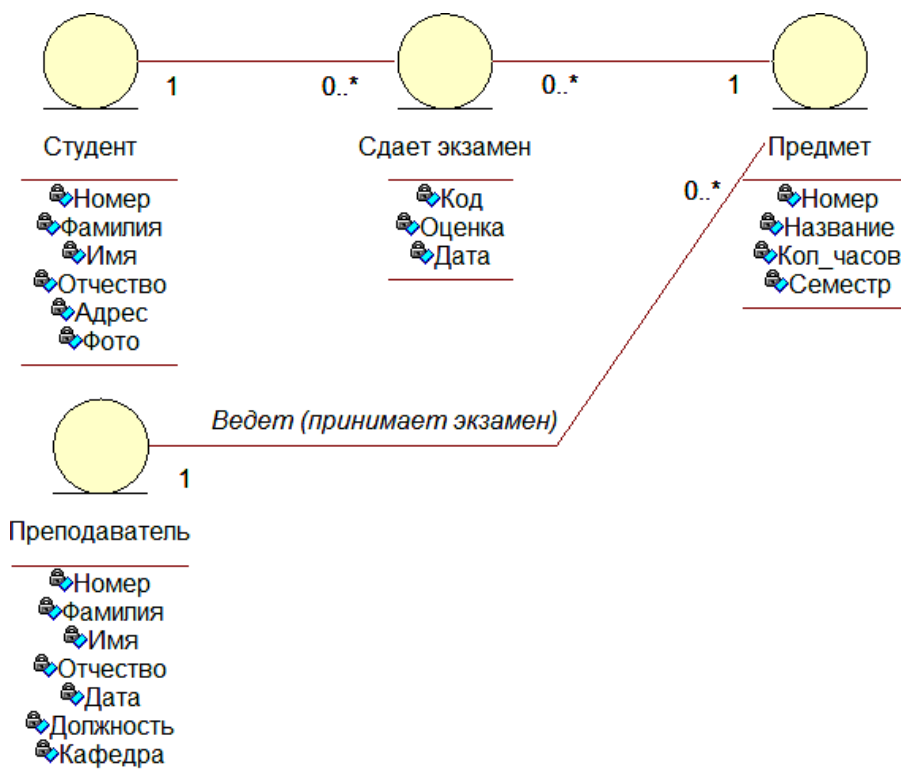 1
0..*
0..*
1
Студент
Сдает экзамен
Предмет
Номер
Фамилия
Имя
Отчество
Адрес
Фото
Код
Оценка
Дата
0..*
Номер
Название
Кол_часов
Семестр
Ведет (принимает экзамен)
1
Преподаватель
Номер
Фамилия
Имя
Отчество
Дата
Должность
Кафедра